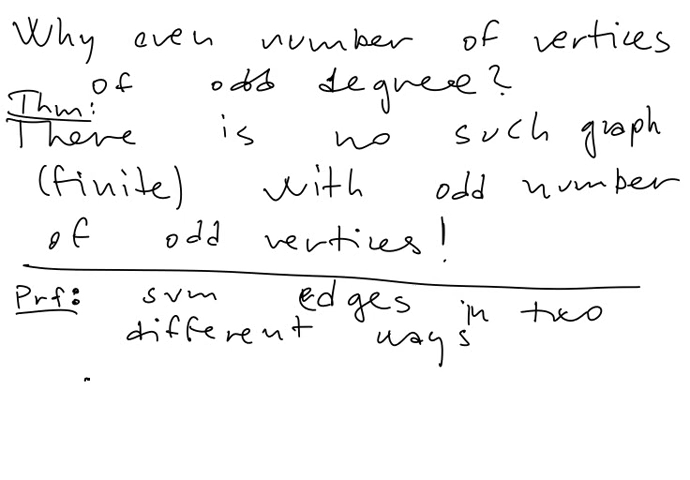 Why even number of vertices
of odd degree?
Thm:
There is no such graph
(finite) with odd number
of odd vertices!
Prf: sum edges in two
different ways